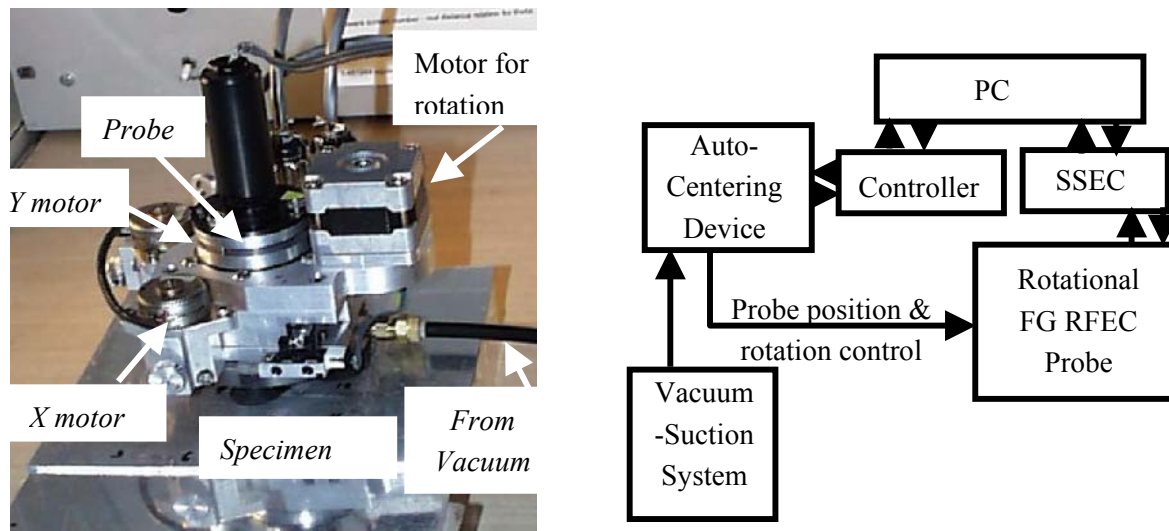 Motor for
rotation
Probe
Y motor
X motor
Specimen
From
Vacuum
PC
Auto-
Centering
Device
Controller
SSEC
Probe position &
rotation control
Rotational
FG RFEC
Probe
Vacuum
-Suction
System